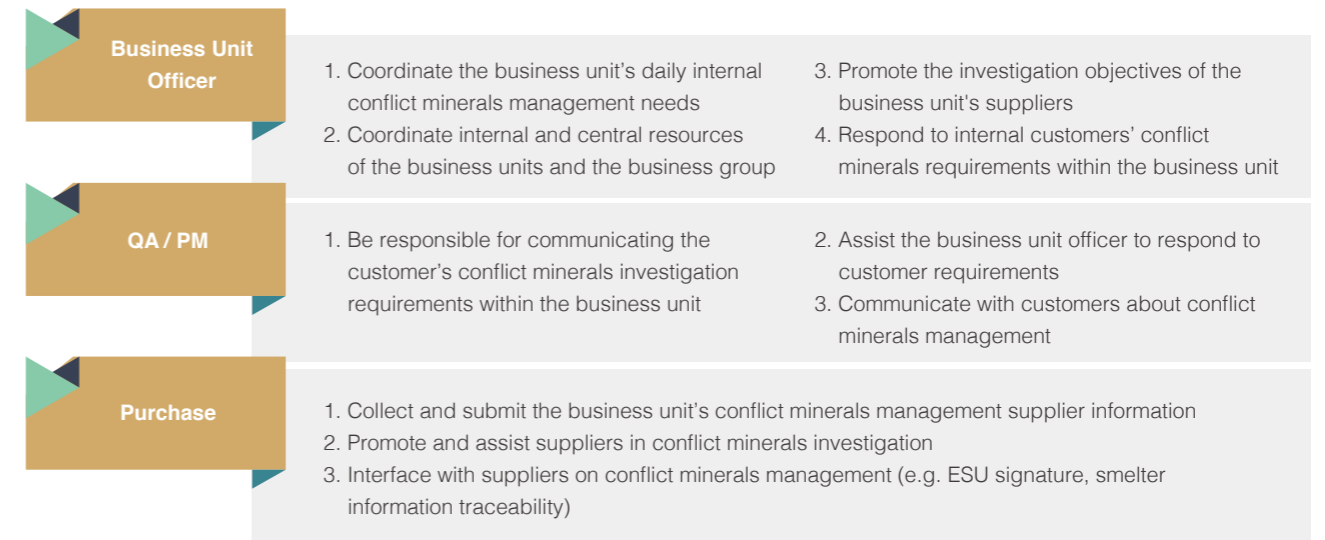 Business Unit
Officer
1. Coordinate the business unit’s daily internal
conflict minerals management needs
2. Coordinate internal and central resources
of the business units and the business group
3. Promote the investigation objectives of the
business unit's suppliers
4. Respond to internal customers’ conflict
minerals requirements within the business unit
QA / PM
1. Be responsible for communicating the
customer’s conflict minerals investigation
requirements within the business unit
2. Assist the business unit officer to respond to
customer requirements
3. Communicate with customers about conflict
minerals management
Purchase
1. Collect and submit the business unit’s conflict minerals management supplier information
2. Promote and assist suppliers in conflict minerals investigation
3. Interface with suppliers on conflict minerals management (e.g. ESU signature, smelter
information traceability)